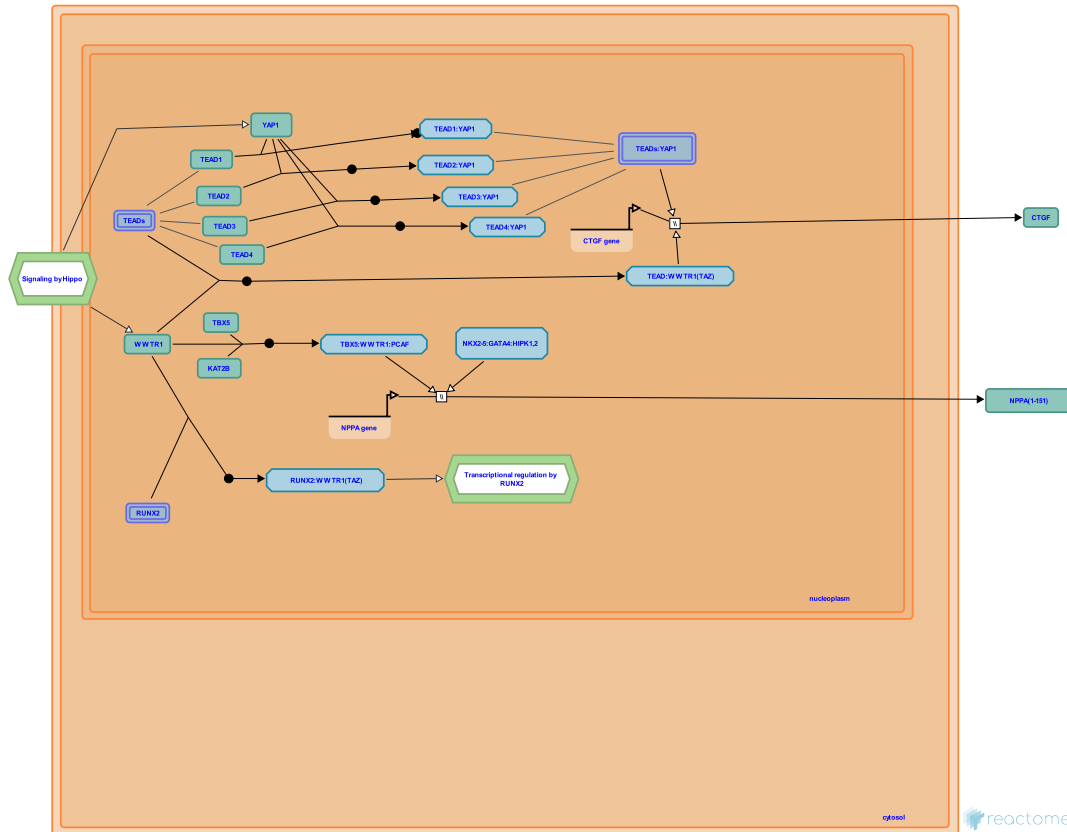 YAP1
TEAD1:YAP1
TEADs:YAP1
TEAD1
TEAD2:YAP1
TEAD2
TEAD3:YAP1
TEADs
TEAD3
TEAD4:YAP1
CTGF
CTGF gene
TEAD4
Signaling by Hippo
TEAD:WWTR1(TAZ)
TBX5
WWTR1
TBX5:WWTR1:PCAF
NKX2-5:GATA4:HIPK1,2
KAT2B
NPPA(1-151)
NPPA gene
Transcriptional regulation by
RUNX2
RUNX2:WWTR1(TAZ)
RUNX2
nucleoplasm
cytosol
reactome